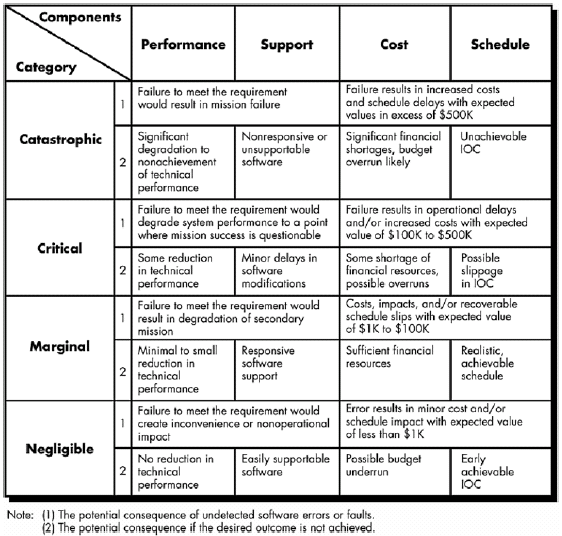 Components
Category
Performance
Support
Cost
Schedule
Catastrophic
1
Failure to meet the requirement
would result in mission failure
Failure results in increased costs
and schedule delays with expected
values in excess of $500K
2
Significant
degradation to
nonachievement
of technical
performance
Nonresponsive or
unsupportable
software
Significant financial
shortages, budget
overrun likely
Unachievable
IOC
Critical
1
Failure to meet the requirement would
degrade system performance to a point
where mission success is questionable
Failure results in operational delays
and/or increased costs with expected
value of $100K to $500K
2
Some reduction
in technical
performance
Minor delays in
software
modifications
Some shortage of
financial resources,
possible overruns
Possible
slippage
in IOC
Marginal
1
Failure to meet the requirement would
result in degradation of secondary
mission
Costs, impacts, and/or recoverable
schedule slips with expected value
of $1K to $100K
2
Minimal to small
reduction in
technical
performance
Responsive
software
support
Sufficient financial
resources
Realistic,
achievable
schedule
Negligible
1
Failure to meet the requirement would
create inconvenience or nonoperational
impact
Error results in minor cost and/or
schedule impact with expected value
of less than $1K
2
No reduction in
technical
performance
Easily supportable
software
Possible budget
underrun
Early
achievable
IOC
Note: (1) The potential consequence of undetected software errors or faults.
(2) The potential consequence if the desired outcome is not achieved.